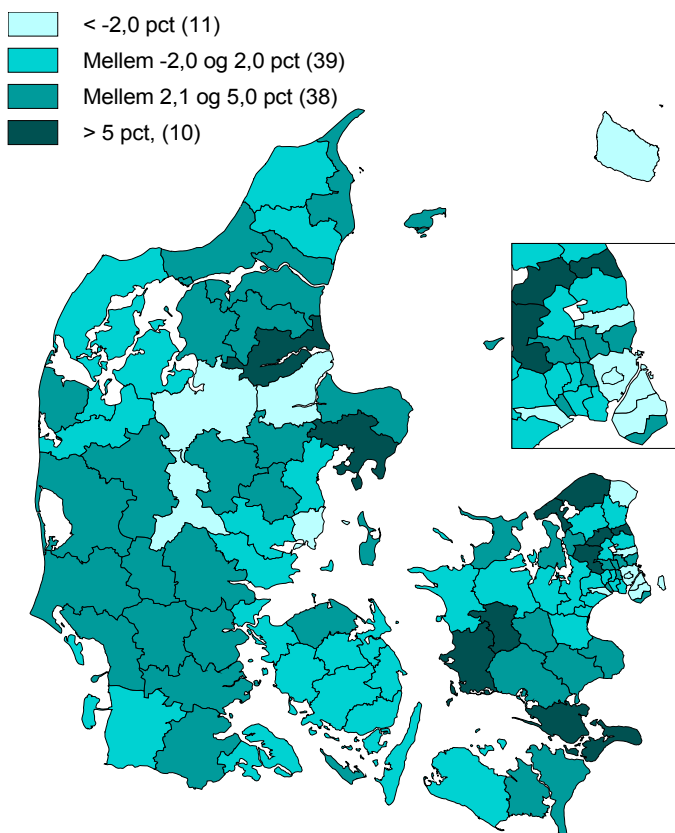 < -2,0 pct (11)
Mellem -2,0 og 2,0 pct (39)
Mellem 2,1 og 5,0 pct (38)
> 5 pct, (10)